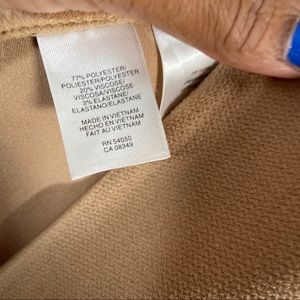 77% POLYESTER/
POLIESTER/POLYESTER
20% VISCOSE/
VISCOSA/VISCOSE
3% ELASTANE/
ELASTANO/ELASTANE
MADE IN VIETNAM
HECHO EN VIETNAM
FAIT AU VIETNAM
RN 54050
CA 08349